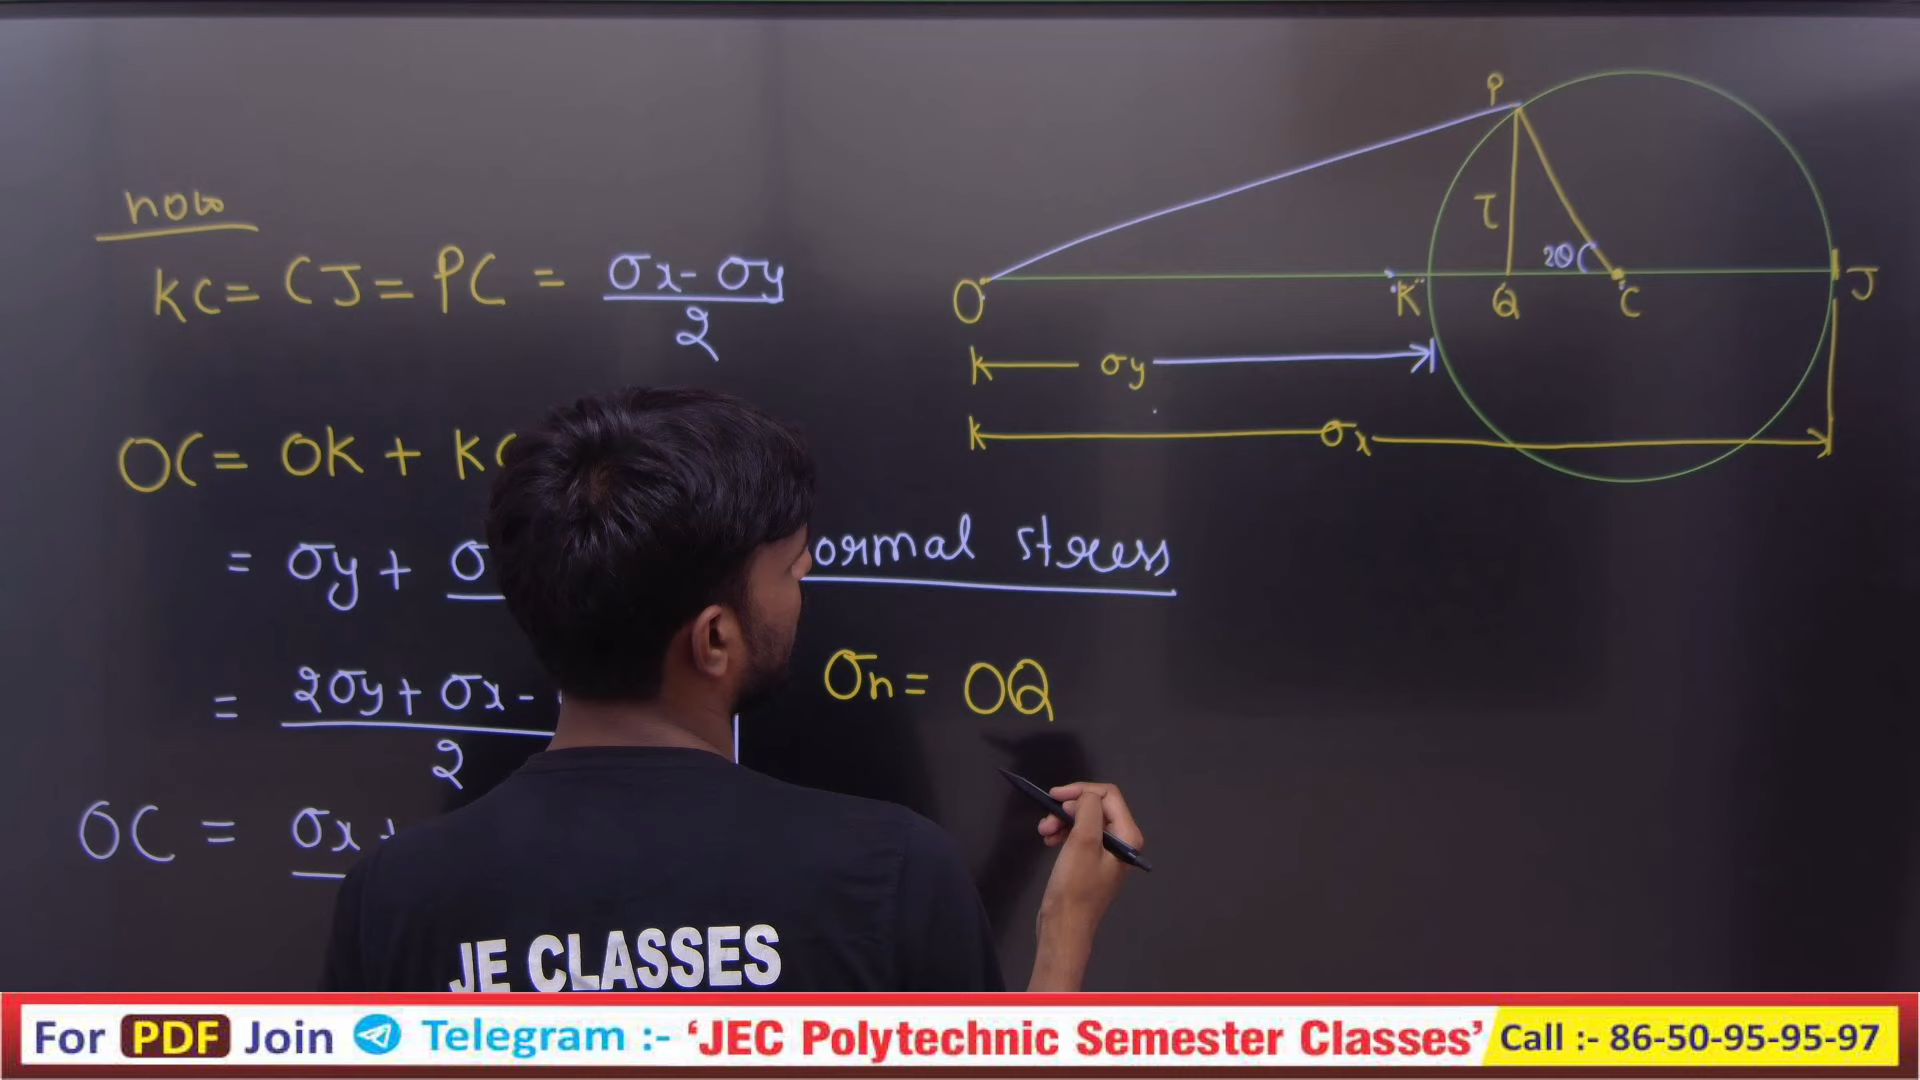 now
KC = CJ = PC = σx - σy
2
OC = OK + KC
= σy + σ
= 2σy + σx -
2
OC = σx +
ormal stress
σn = OQ
P
τ
2θ
O K Q C J
σy
σx
JE CLASSES
For PDF Join Telegram :- 'JEC Polytechnic Semester Classes' Call :- 86-50-95-95-97